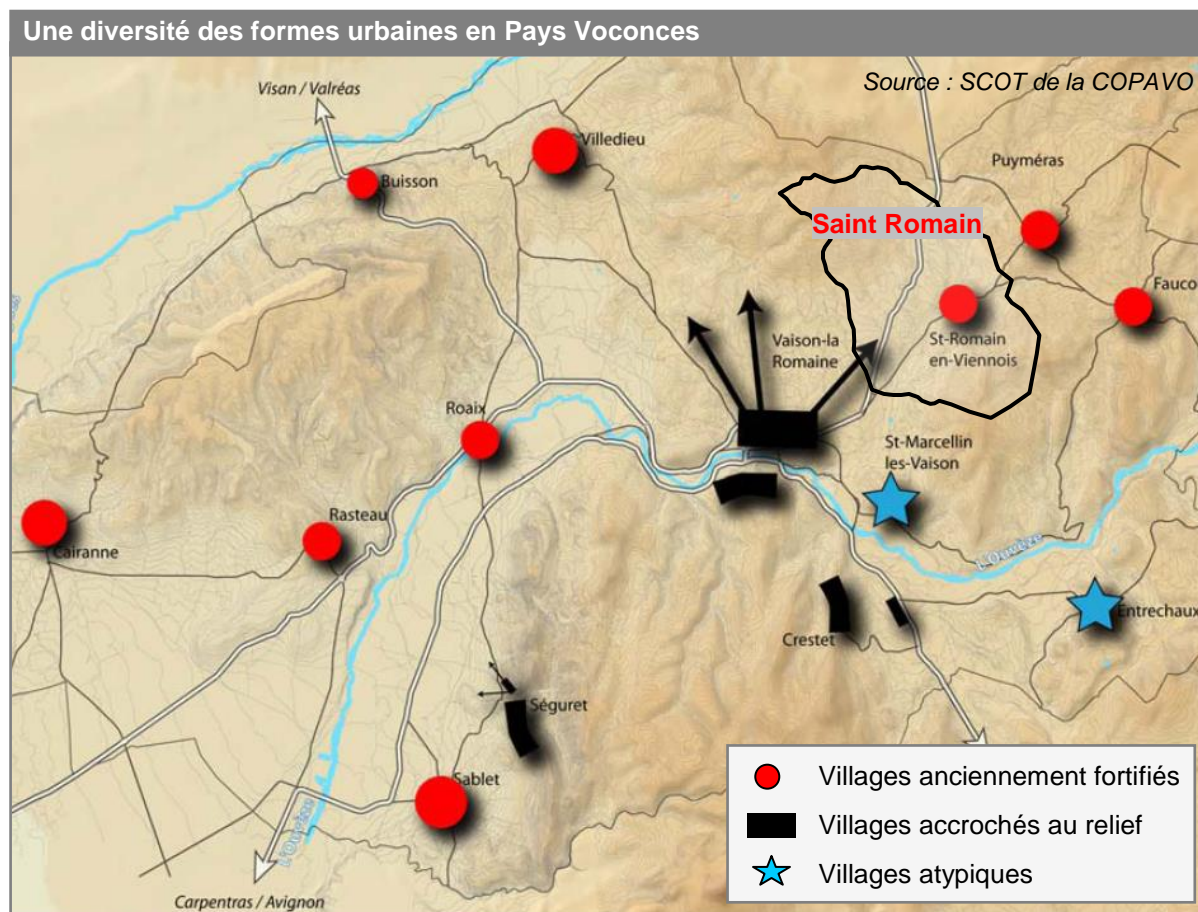 Une diversité des formes urbaines en Pays Voconces
Source : SCOT de la COPAVO
Visan / Valréas
Villedieu
Puyméras
Buisson
Saint Romain
Faucon
Vaison-la
Romaine
St-Romain
en-Viennois
Roaix
St-Marcellin
les-Vaison
Rasteau
Cairanne
L'Ouvèze
Entrechaux
Crestet
Séguret
Sablet
L'Ouvèze
Carpentras / Avignon
Villages anciennement fortifiés
Villages accrochés au relief
Villages atypiques